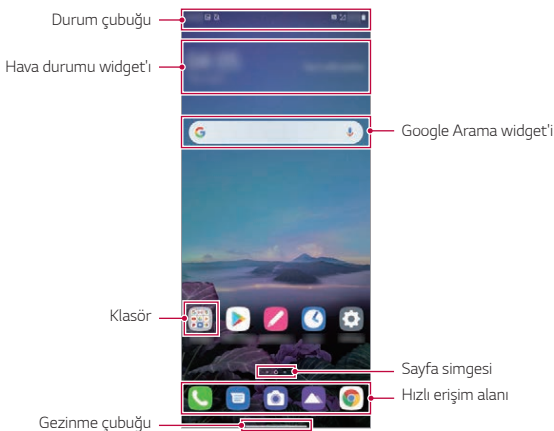 Durum çubuğu
Hava durumu widget'ı
Google Arama widget'i
Klasör
Sayfa simgesi
Hızlı erişim alanı
Gezinme çubuğu